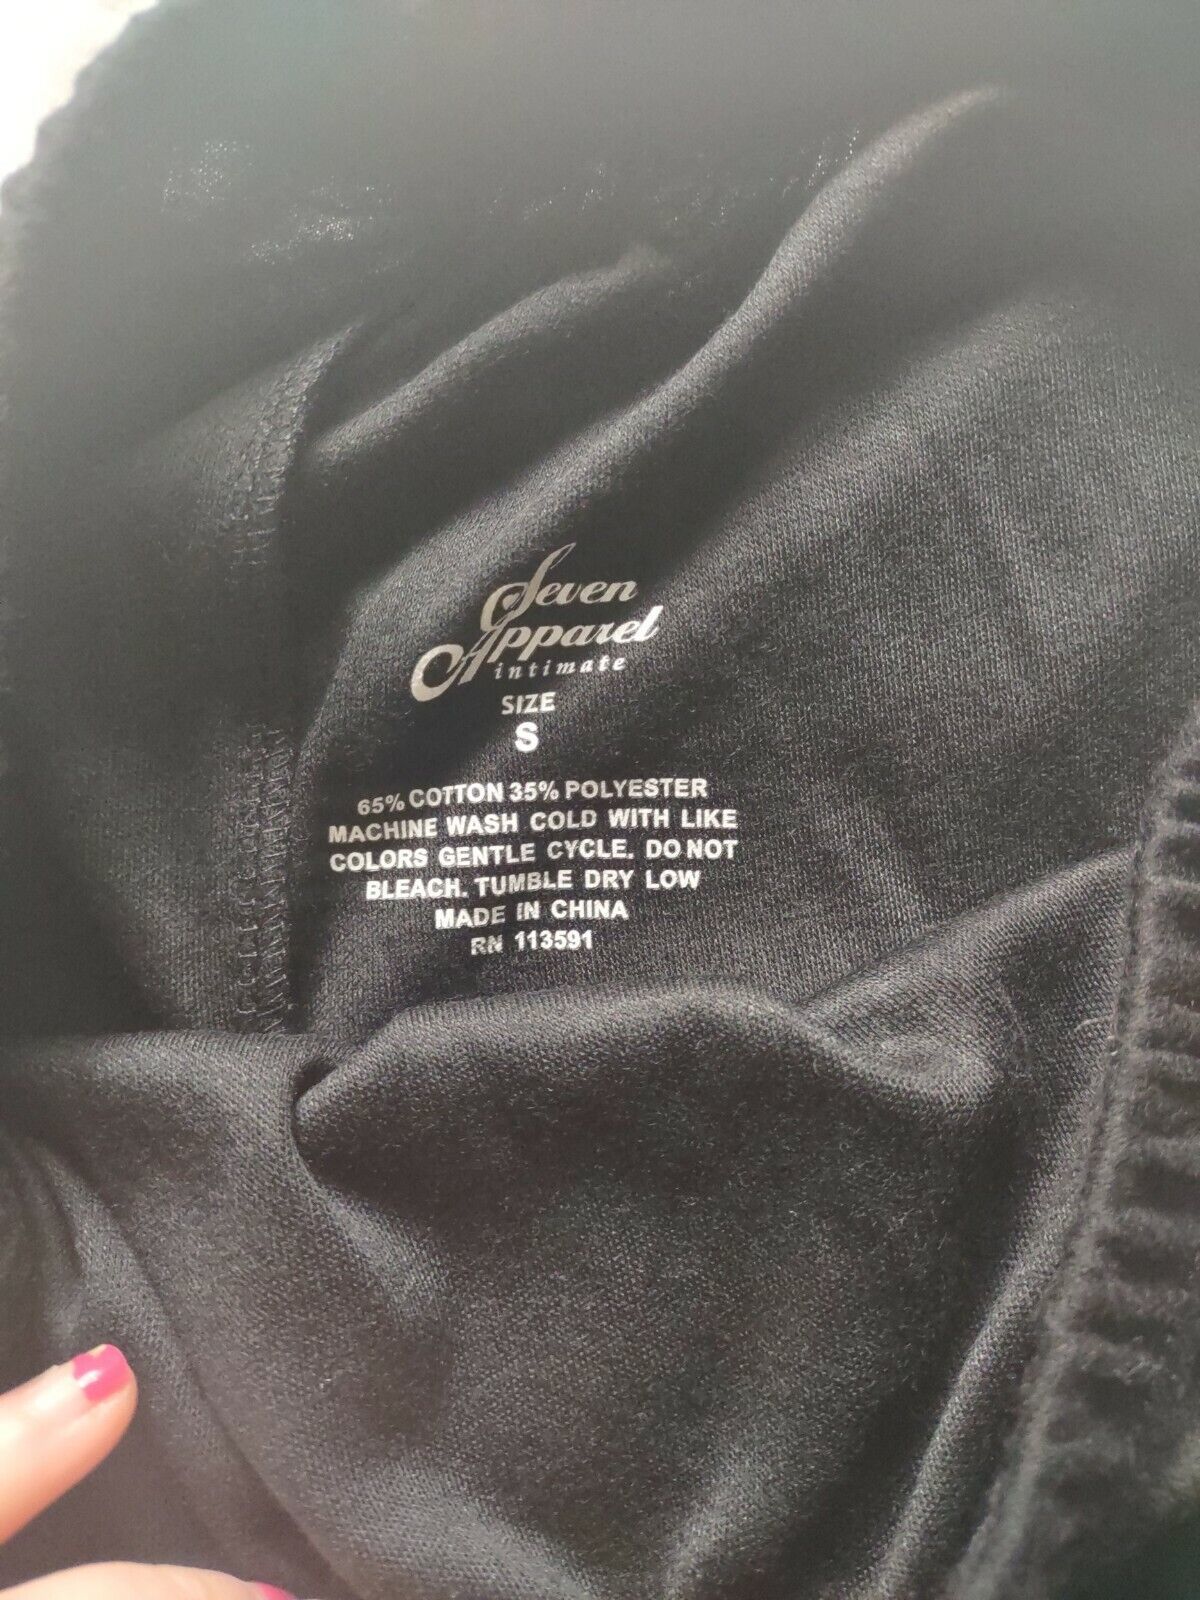 Seven
Apparel
intimate
SIZE
S
65% COTTON 35% POLYESTER
MACHINE WASH COLD WITH LIKE
COLORS GENTLE CYCLE. DO NOT
BLEACH. TUMBLE DRY LOW
MADE IN CHINA
RN 113591